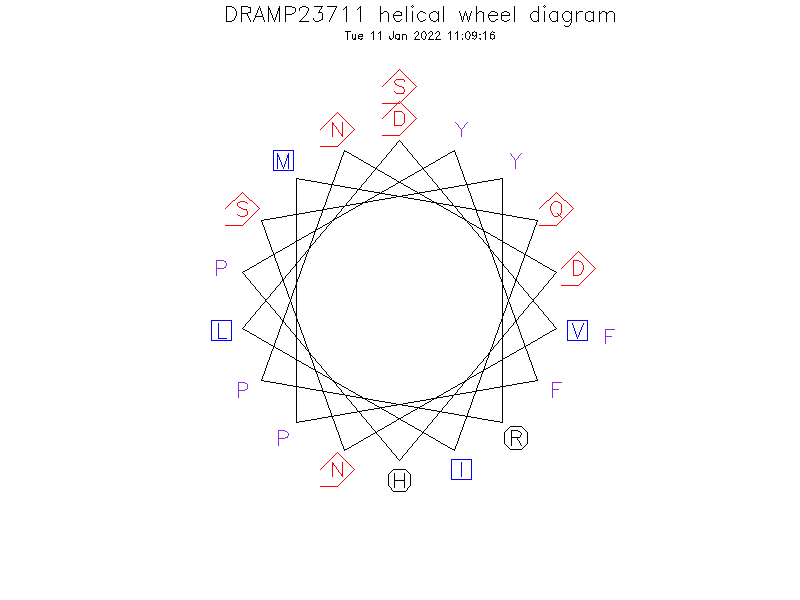 DRAMP23711 helical wheel diagram
Tue 11 Jan 2022 11:09:16
S
D
N Y
M Y
S Q
P D
L V F
P F
P R
N H I